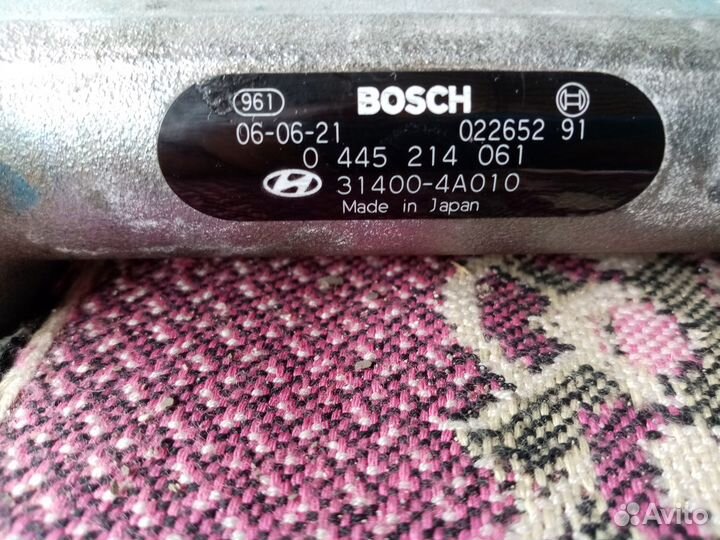 961 BOSCH
06-06-21 022652 91
0 445 214 061
31400-4A010
Made in Japan
Avito